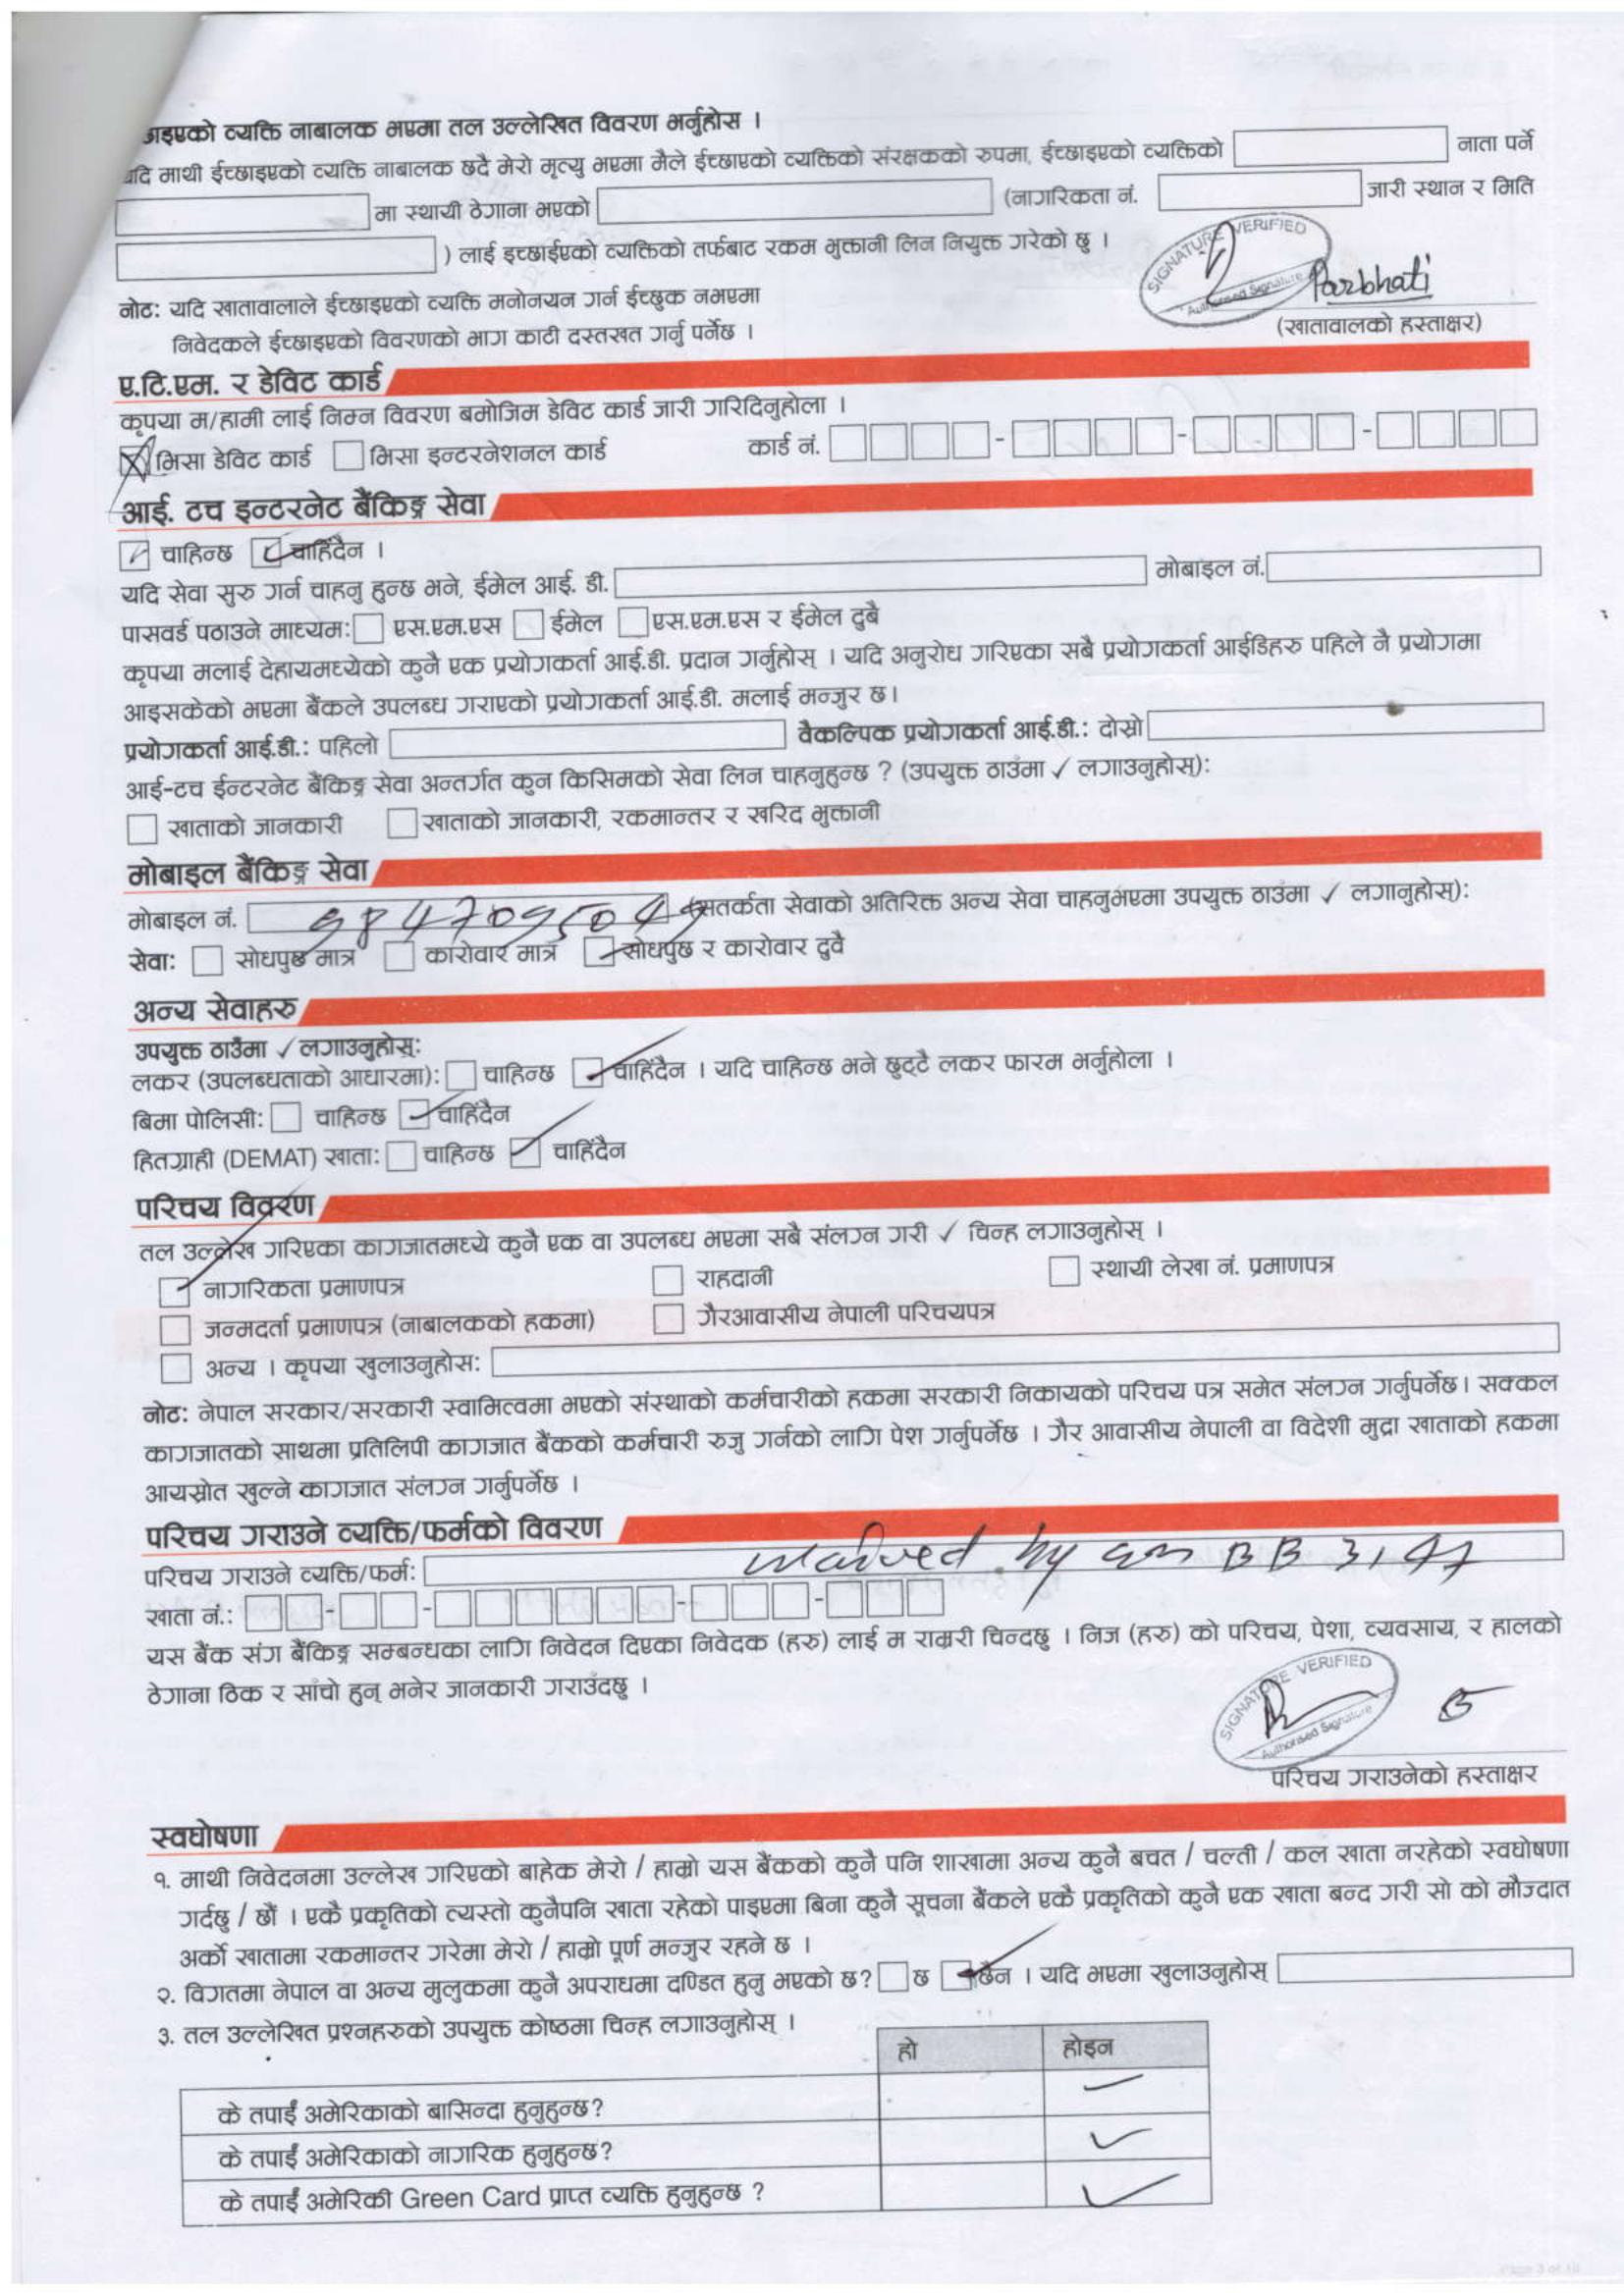 ाइएको व्यक्ति नाबालक भएमा तल उल्लेखित विवरण भर्नुहोस ।
यदि माथी ईच्छाइएको व्यक्ति नाबालक छदै मेरो मृत्यु भएमा मैले ईच्छाएको व्यक्तिको संरक्षकको रुपमा, ईच्छाइएको व्यक्तिको नाता पर्ने
मा स्थायी ठेगाना भएको (नागरिकता नं. जारी स्थान र मिति
) लाई इच्छाईएको व्यक्तिको तर्फबाट रकम भुक्तानी लिन नियुक्त गरेको छु ।
SIGNATURE VERIFIED
Authorised Signature
Parbhati
नोट: यदि खातावालाले ईच्छाइएको व्यक्ति मनोनयन गर्न ईच्छुक नभएमा
निवेदकले ईच्छाइएको विवरणको भाग काटी दस्तखत गर्नु पर्नेछ ।
(खातावालको हस्ताक्षर)
ए.टि.एम. र डेविट कार्ड
कृपया म/हामी लाई निम्न विवरण बमोजिम डेविट कार्ड जारी गरिदिनुहोला ।
भिसा डेविट कार्ड भिसा इन्टरनेशनल कार्ड कार्ड नं. - - -
आई. टच इन्टरनेट बैंकिङ्ग सेवा
चाहिन्छ चाहिंदैन ।
यदि सेवा सुरु गर्न चाहनु हुन्छ भने, ईमेल आई. डी. मोबाइल नं.
पासवर्ड पठाउने माध्यम: एस.एम.एस ईमेल एस.एम.एस र ईमेल दुबै
कृपया मलाई देहायमध्येको कुनै एक प्रयोगकर्ता आई.डी. प्रदान गर्नुहोस् । यदि अनुरोध गरिएका सबै प्रयोगकर्ता आईडिहरु पहिले नै प्रयोगमा
आइसकेको भएमा बैंकले उपलब्ध गराएको प्रयोगकर्ता आई.डी. मलाई मन्जुर छ।
प्रयोगकर्ता आई.डी.: पहिलो वैकल्पिक प्रयोगकर्ता आई.डी.: दोस्रो
आई-टच ईन्टरनेट बैंकिङ्ग सेवा अन्तर्गत कुन किसिमको सेवा लिन चाहनुहुन्छ ? (उपयुक्त ठाउँमा ✓ लगाउनुहोस्):
खाताको जानकारी खाताको जानकारी, रकमान्तर र खरिद भुक्तानी
मोबाइल बैंकिङ्ग सेवा
मोबाइल नं. 9847095049 (सतर्कता सेवाको अतिरिक्त अन्य सेवा चाहनुभएमा उपयुक्त ठाउंमा ✓ लगानुहोस्):
सेवा: सोधपुछ मात्र कारोवार मात्र सोधपुछ र कारोवार दुवै
अन्य सेवाहरु
उपयुक्त ठाउँमा ✓ लगाउनुहोस्:
लकर (उपलब्धताको आधारमा): चाहिन्छ चाहिंदैन । यदि चाहिन्छ भने छुट्टै लकर फारम भर्नुहोला ।
बिमा पोलिसी: चाहिन्छ चाहिंदैन
हितग्राही (DEMAT) खाता: चाहिन्छ चाहिंदैन
परिचय विवरण
तल उल्लेख गरिएका कागजातमध्ये कुनै एक वा उपलब्ध भएमा सबै संलग्न गरी ✓ चिन्ह लगाउनुहोस् ।
नागरिकता प्रमाणपत्र राहदानी स्थायी लेखा नं. प्रमाणपत्र
जन्मदर्ता प्रमाणपत्र (नाबालकको हकमा) गैरआवासीय नेपाली परिचयपत्र
अन्य । कृपया खुलाउनुहोस:
नोट: नेपाल सरकार/सरकारी स्वामित्वमा भएको संस्थाको कर्मचारीको हकमा सरकारी निकायको परिचय पत्र समेत संलग्न गर्नुपर्नेछ। सक्कल
कागजातको साथमा प्रतिलिपी कागजात बैंकको कर्मचारी रुजु गर्नको लागि पेश गर्नुपर्नेछ । गैर आवासीय नेपाली वा विदेशी मुद्रा खाताको हकमा
आयस्रोत खुल्ने कागजात संलग्न गर्नुपर्नेछ ।
परिचय गराउने व्यक्ति/फर्मको विवरण
परिचय गराउने व्यक्ति/फर्म: waived by BB
खाता नं.: - - - -
यस बैंक संग बैंकिङ्ग सम्बन्धका लागि निवेदन दिएका निवेदक (हरु) लाई म राम्ररी चिन्दछु । निज (हरु) को परिचय, पेशा, व्यवसाय, र हालको
ठेगाना ठिक र सांचो हुन् भनेर जानकारी गराउंदछु ।
SIGNATURE VERIFIED
Authorised Signature
परिचय गराउनेको हस्ताक्षर
स्वघोषणा
१. माथी निवेदनमा उल्लेख गरिएको बाहेक मेरो / हाम्रो यस बैंकको कुनै पनि शाखामा अन्य कुनै बचत / चल्ती / कल खाता नरहेको स्वघोषणा
गर्दछु / छौं । एकै प्रकृतिको त्यस्तो कुनैपनि खाता रहेको पाइएमा बिना कुनै सूचना बैंकले एकै प्रकृतिको कुनै एक खाता बन्द गरी सो को मौज्दात
अर्को खातामा रकमान्तर गरेमा मेरो / हाम्रो पूर्ण मन्जुर रहने छ ।
२. विगतमा नेपाल वा अन्य मुलुकमा कुनै अपराधमा दण्डित हुनु भएको छ? छ छैन । यदि भएमा खुलाउनुहोस्
३. तल उल्लेखित प्रश्नहरुको उपयुक्त कोष्ठमा चिन्ह लगाउनुहोस् ।
हो होइन
के तपाईं अमेरिकाको बासिन्दा हुनुहुन्छ?
के तपाईं अमेरिकाको नागरिक हुनुहुन्छ?
के तपाईं अमेरिकी Green Card प्राप्त व्यक्ति हुनुहुन्छ ?